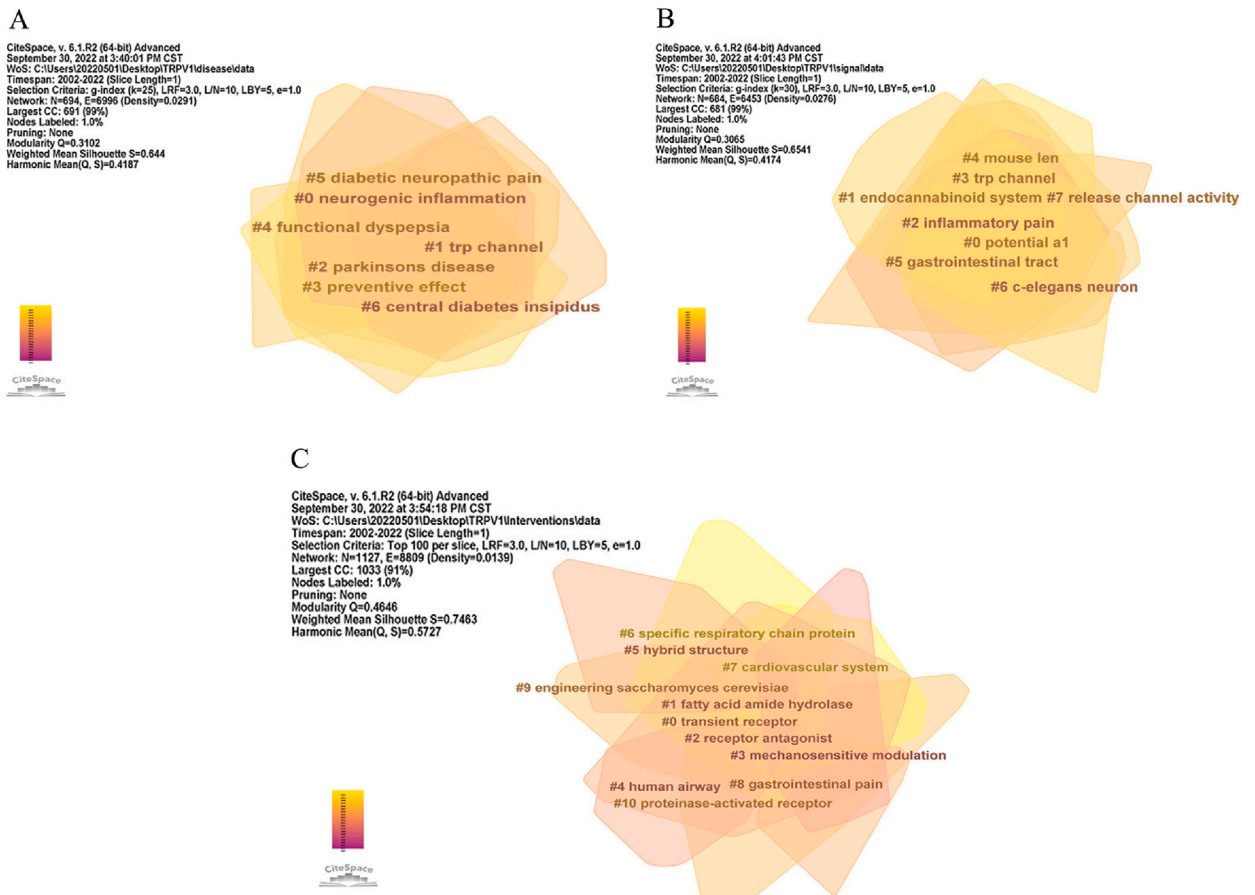 A
CiteSpace, v. 6.1.R2 (64-bit) Advanced
September 30, 2022 at 3:40:01 PM CST
WoS: C:\Users\20220501\Desktop\TRPV1\disease\data
Timespan: 2002-2022 (Slice Length=1)
Selection Criteria: g-index (k=25), LRF=3.0, L/N=10, LBY=5, e=1.0
Network: N=694, E=6996 (Density=0.0291)
Largest CC: 691 (99%)
Nodes Labeled: 1.0%
Pruning: None
Modularity Q=0.3102
Weighted Mean Silhouette S=0.644
Harmonic Mean(Q, S)=0.4187
#5 diabetic neuropathic pain
#0 neurogenic inflammation
#4 functional dyspepsia
#1 trp channel
#2 parkinsons disease
#3 preventive effect
#6 central diabetes insipidus
CiteSpace
B
CiteSpace, v. 6.1.R2 (64-bit) Advanced
September 30, 2022 at 4:01:43 PM CST
WoS: C:\Users\20220501\Desktop\TRPV1\signal\data
Timespan: 2002-2022 (Slice Length=1)
Selection Criteria: g-index (k=30), LRF=3.0, L/N=10, LBY=5, e=1.0
Network: N=684, E=6453 (Density=0.0276)
Largest CC: 681 (99%)
Nodes Labeled: 1.0%
Pruning: None
Modularity Q=0.3065
Weighted Mean Silhouette S=0.6541
Harmonic Mean(Q, S)=0.4174
#4 mouse len
#3 trp channel
#1 endocannabinoid system #7 release channel activity
#2 inflammatory pain
#0 potential a1
#5 gastrointestinal tract
#6 c-elegans neuron
CiteSpace
C
CiteSpace, v. 6.1.R2 (64-bit) Advanced
September 30, 2022 at 3:54:18 PM CST
WoS: C:\Users\20220501\Desktop\TRPV1\Interventions\data
Timespan: 2002-2022 (Slice Length=1)
Selection Criteria: Top 100 per slice, LRF=3.0, L/N=10, LBY=5, e=1.0
Network: N=1127, E=8809 (Density=0.0139)
Largest CC: 1033 (91%)
Nodes Labeled: 1.0%
Pruning: None
Modularity Q=0.4646
Weighted Mean Silhouette S=0.7463
Harmonic Mean(Q, S)=0.5727
#6 specific respiratory chain protein
#5 hybrid structure
#7 cardiovascular system
#9 engineering saccharomyces cerevisiae
#1 fatty acid amide hydrolase
#0 transient receptor
#2 receptor antagonist
#3 mechanosensitive modulation
#4 human airway #8 gastrointestinal pain
#10 proteinase-activated receptor
CiteSpace